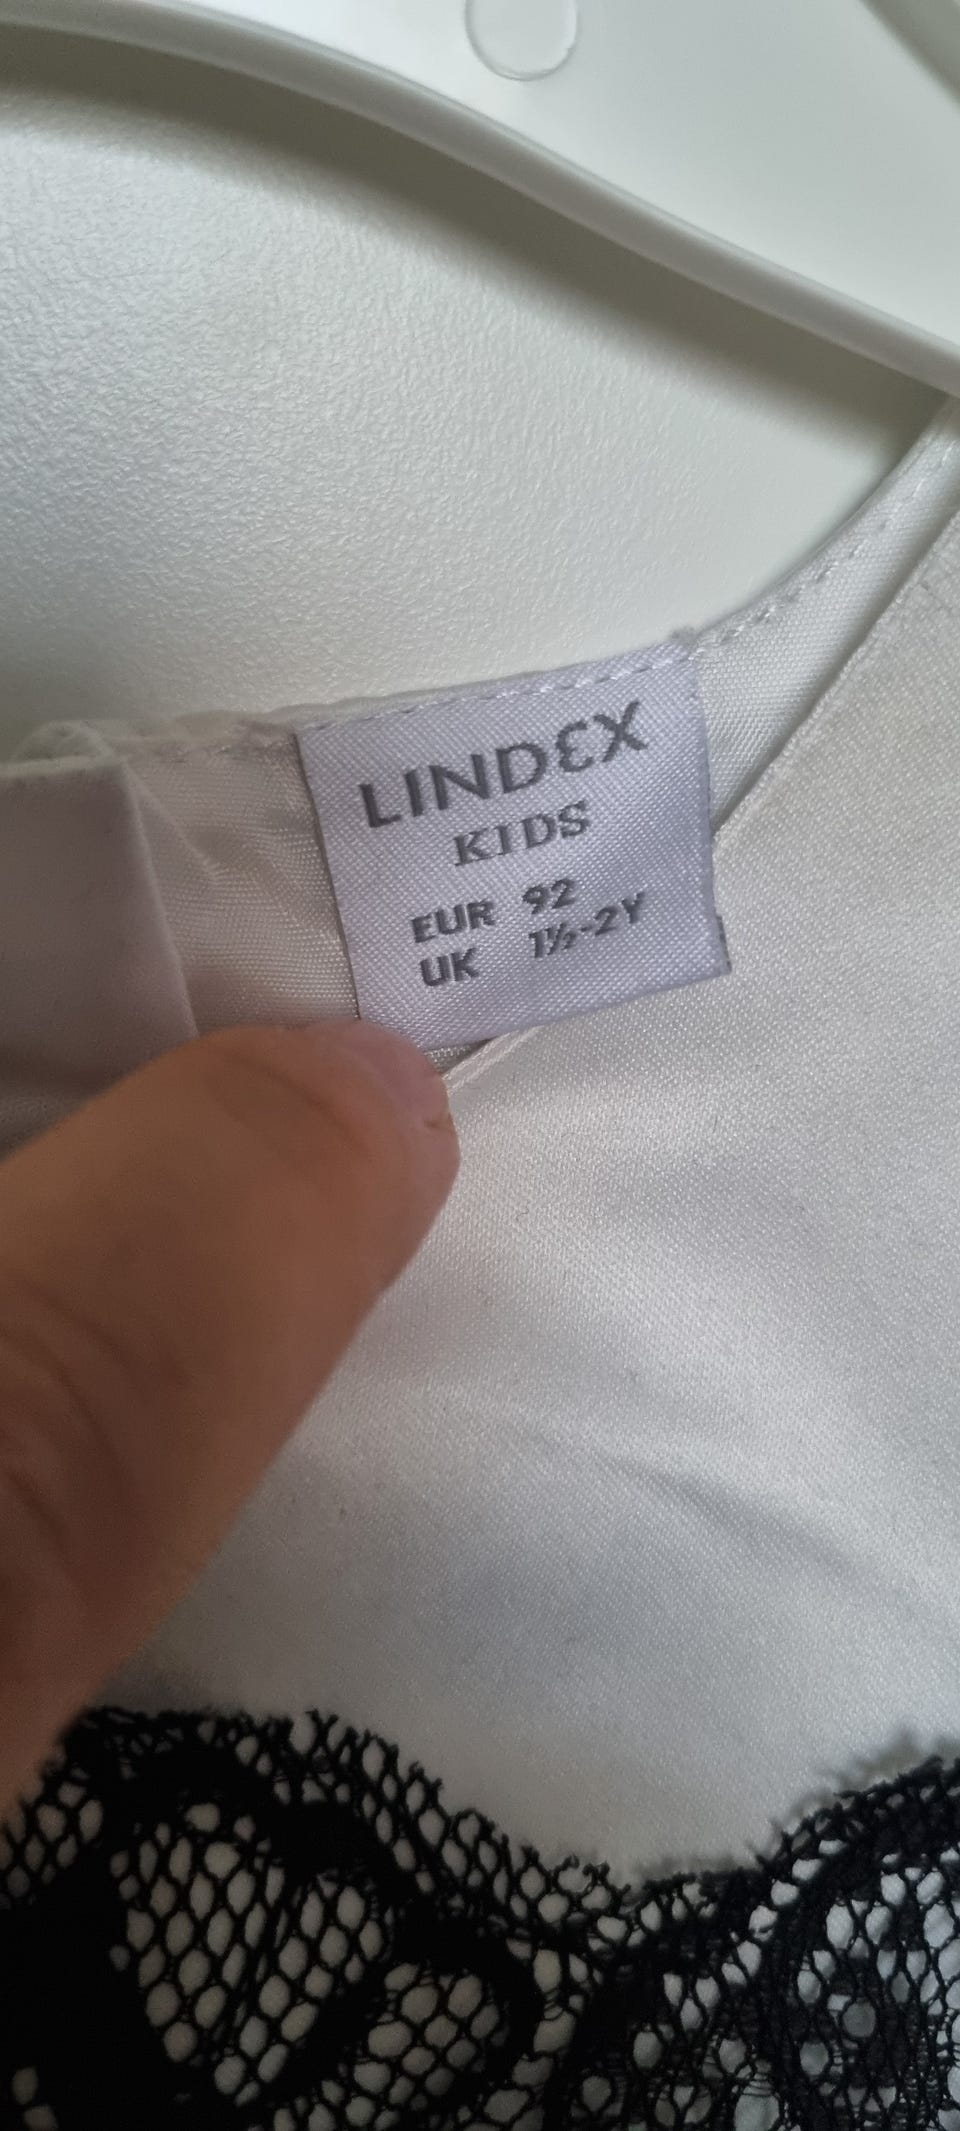 LINDEX
KIDS
EUR 92
UK 1½-2Y